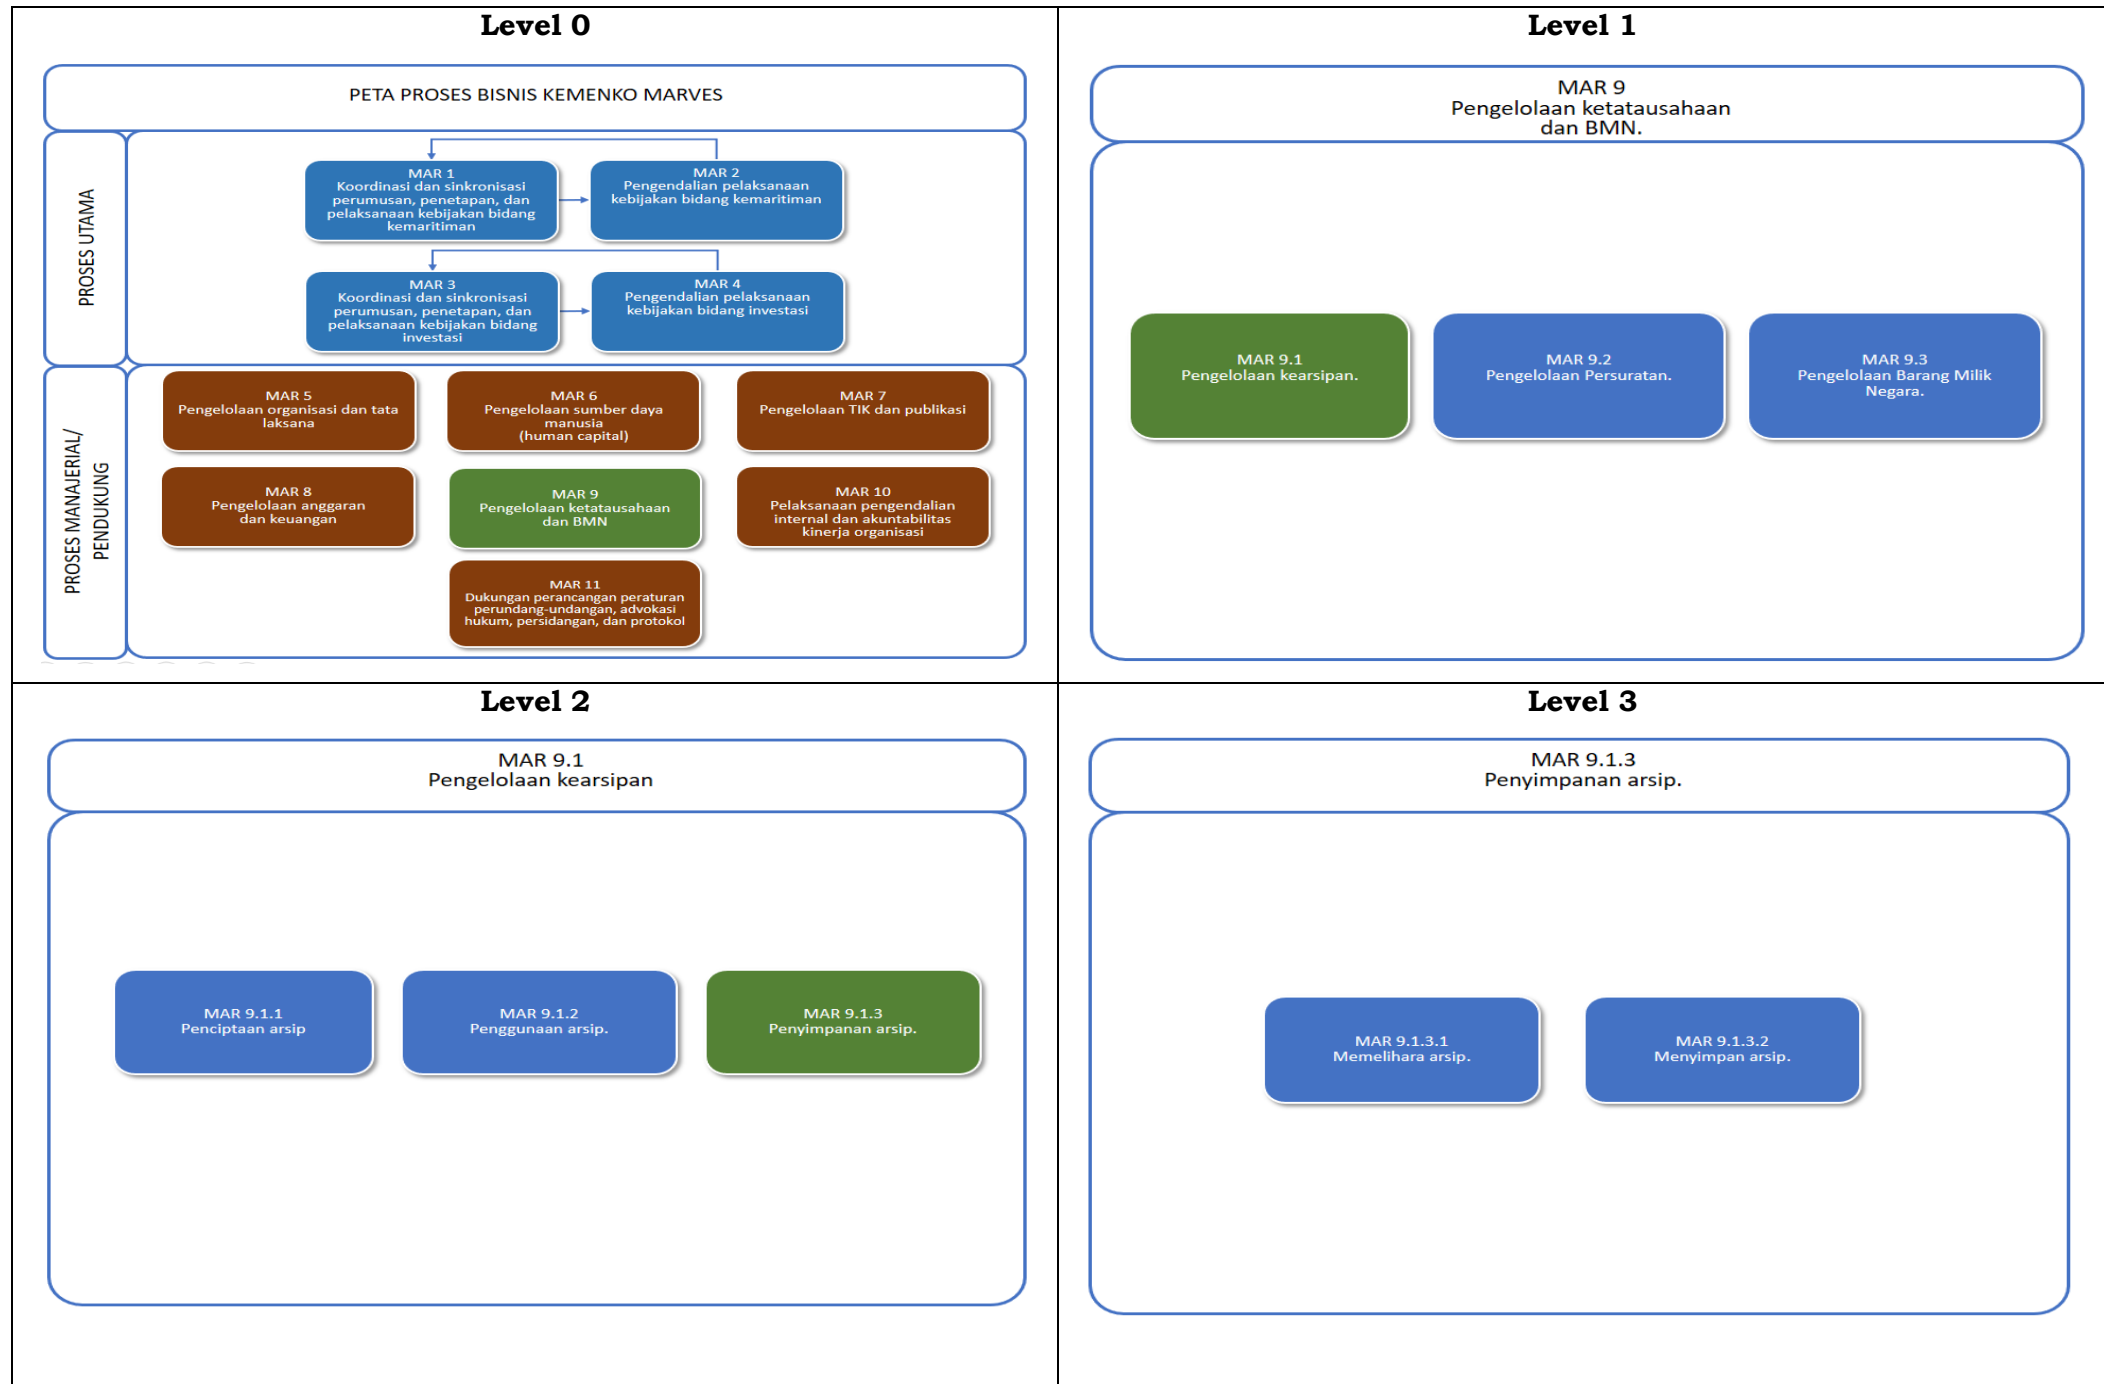 Level 0
PETA PROSES BISNIS KEMENKO MARVES
PROSES UTAMA
MAR 1
Koordinasi dan sinkronisasi
perumusan, penetapan, dan
pelaksanaan kebijakan bidang
kemaritiman
MAR 2
Pengendalian pelaksanaan
kebijakan bidang kemaritiman
MAR 3
Koordinasi dan sinkronisasi
perumusan, penetapan, dan
pelaksanaan kebijakan bidang
investasi
MAR 4
Pengendalian pelaksanaan
kebijakan bidang investasi
PROSES MANAJERIAL/
PENDUKUNG
MAR 5
Pengelolaan organisasi dan tata
laksana
MAR 6
Pengelolaan sumber daya
manusia
(human capital)
MAR 7
Pengelolaan TIK dan publikasi
MAR 8
Pengelolaan anggaran
dan keuangan
MAR 9
Pengelolaan ketatausahaan
dan BMN
MAR 10
Pelaksanaan pengendalian
internal dan akuntabilitas
kinerja organisasi
MAR 11
Dukungan perancangan peraturan
perundang-undangan, advokasi
hukum, persidangan, dan protokol
Level 1
MAR 9
Pengelolaan ketatausahaan
dan BMN.
MAR 9.1
Pengelolaan kearsipan.
MAR 9.2
Pengelolaan Persuratan.
MAR 9.3
Pengelolaan Barang Milik
Negara.
Level 2
MAR 9.1
Pengelolaan kearsipan
MAR 9.1.1
Penciptaan arsip
MAR 9.1.2
Penggunaan arsip.
MAR 9.1.3
Penyimpanan arsip.
Level 3
MAR 9.1.3
Penyimpanan arsip.
MAR 9.1.3.1
Memelihara arsip.
MAR 9.1.3.2
Menyimpan arsip.